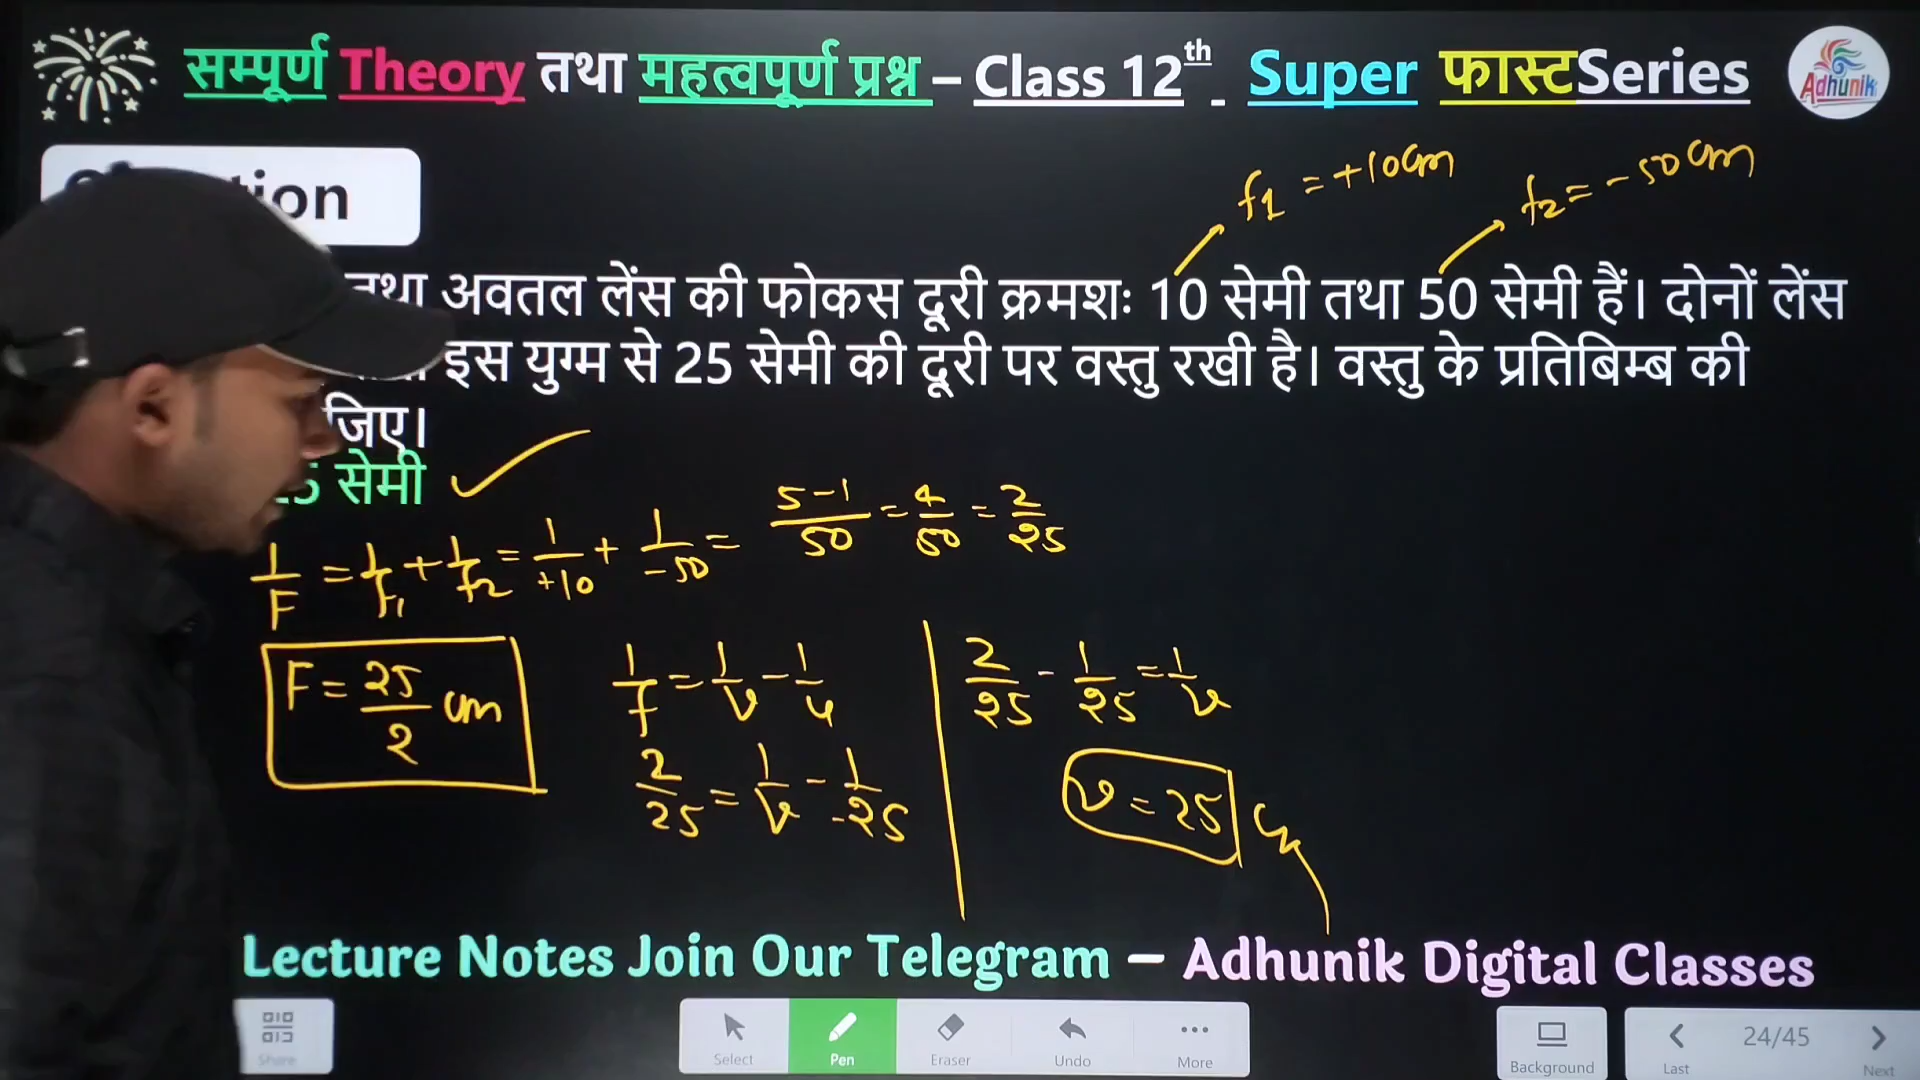 सम्पूर्ण Theory तथा महत्वपूर्ण प्रश्न – Class 12th - Super फास्टSeries
Adhunik
f1 = +10cm
f2 = -50cm
तथा अवतल लेंस की फोकस दूरी क्रमशः 10 सेमी तथा 50 सेमी हैं। दोनों लेंस
इस युग्म से 25 सेमी की दूरी पर वस्तु रखी है। वस्तु के प्रतिबिम्ब की
सेमी
1/F = 1/F1 + 1/f2 = 1/+10 + 1/-50 = 5-1/50 = 4/50 = 2/25
F = 25/2 cm
1/f = 1/v - 1/u
2/25 = 1/v - 1/-25
2/25 - 1/25 = 1/v
v = 25
Lecture Notes Join Our Telegram – Adhunik Digital Classes
Share
Select
Pen
Eraser
Undo
More
Background
Last
24/45
Next